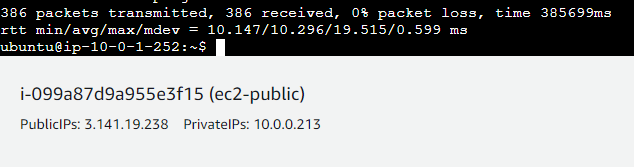 386 packets transmitted, 386 received, 0% packet loss, time 385699ms
rtt min/avg/max/mdev = 10.147/10.296/19.515/0.599 ms
ubuntu@ip-10-0-1-252:~$
i-099a87d9a955e3f15 (ec2-public)
PublicIPs: 3.141.19.238 PrivateIPs: 10.0.0.213